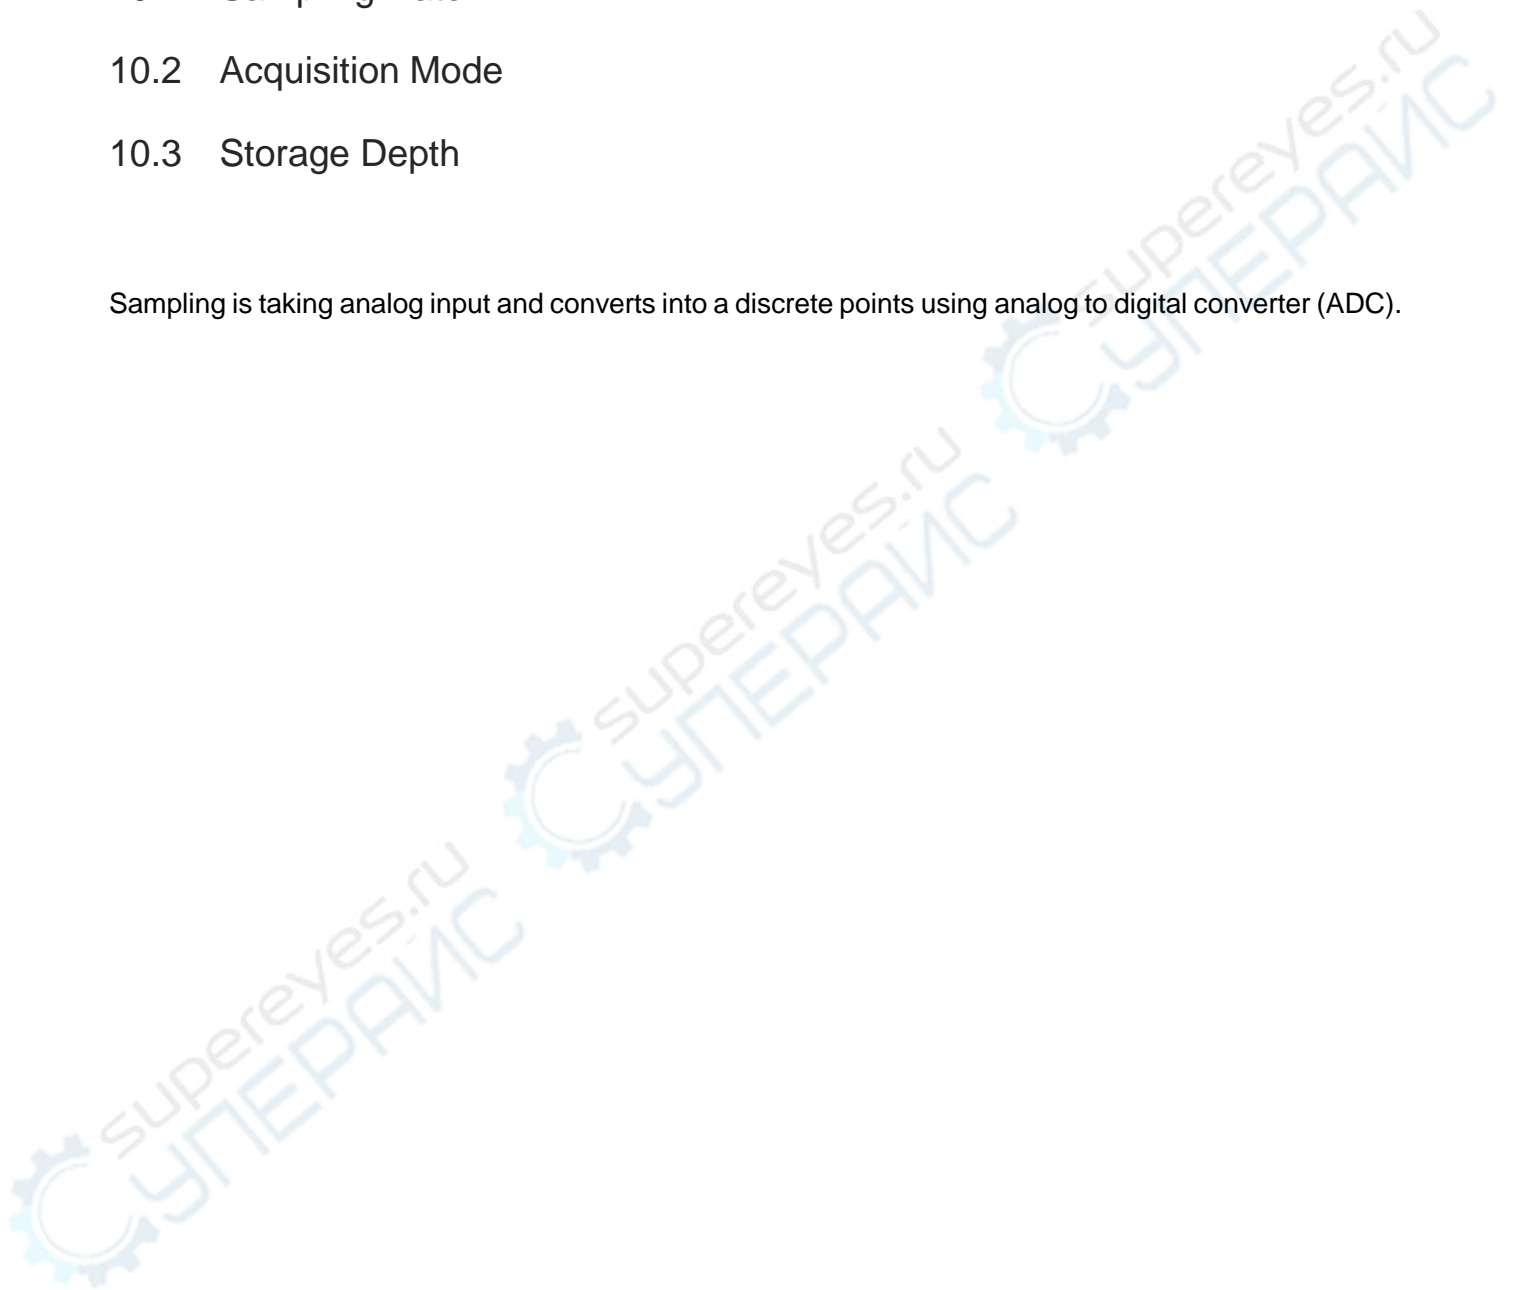 10.2 Acquisition Mode
10.3 Storage Depth
Sampling is taking analog input and converts into a discrete points using analog to digital converter (ADC).
supereyes.ru
СУПЕРАЙС
supereyes.ru
СУПЕРАЙС
supereyes.ru
СУПЕРАЙС